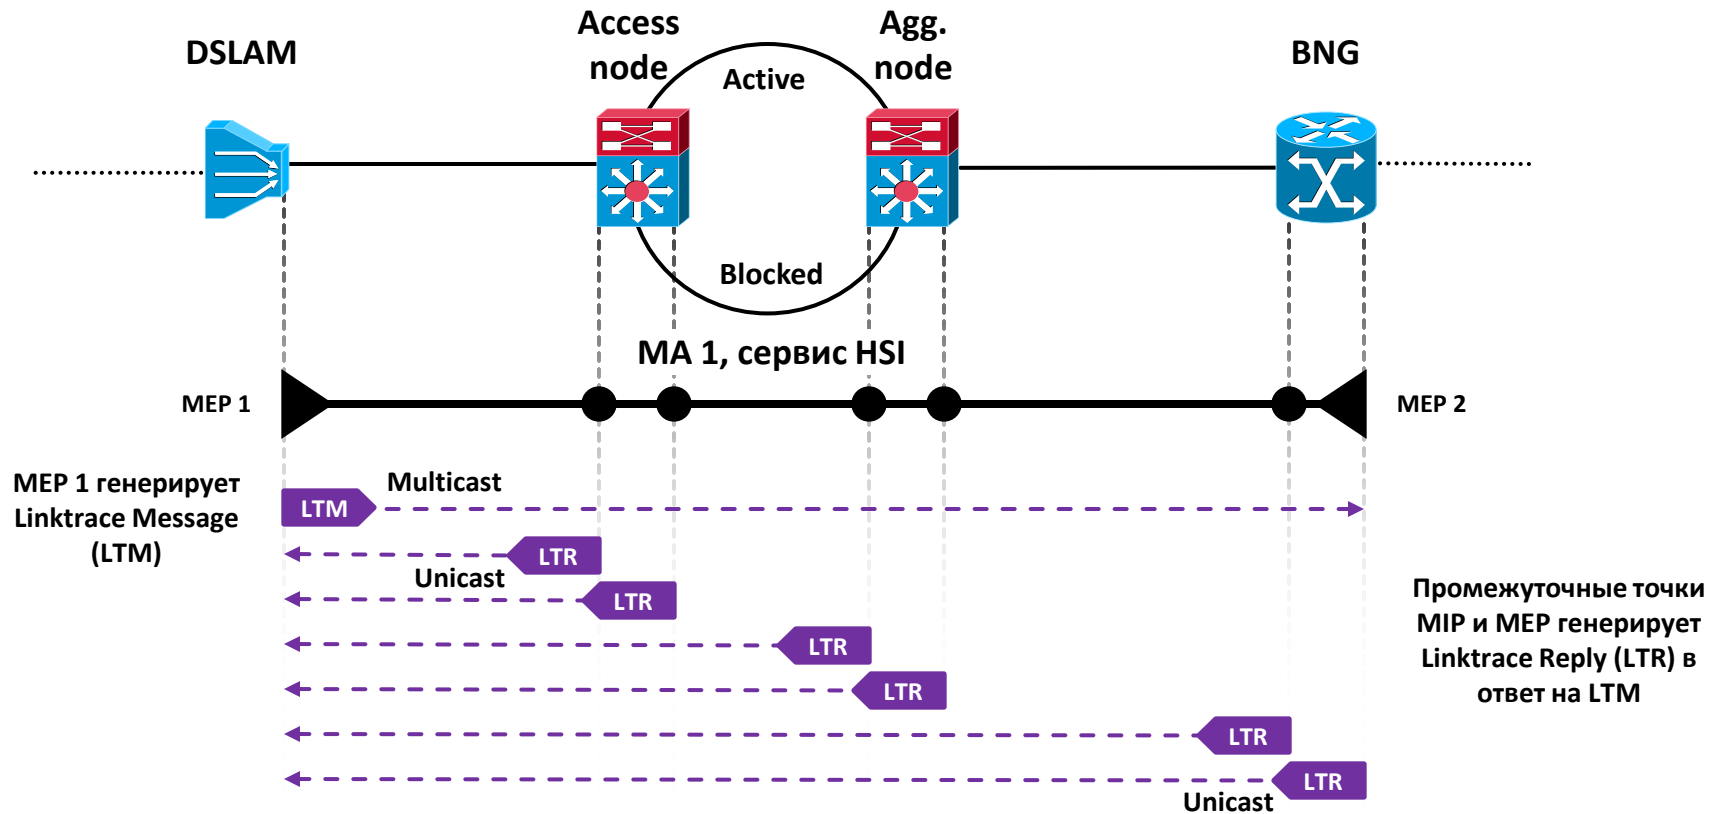 DSLAM
Access
node
Agg.
node
BNG
Active
Blocked
MA 1, сервис HSI
MEP 1
MEP 2
MEP 1 генерирует
Linktrace Message
(LTM)
LTM
Multicast
LTR
Unicast
LTR
LTR
LTR
LTR
LTR
Unicast
Промежуточные точки
MIP и MEP генерирует
Linktrace Reply (LTR) в
ответ на LTM